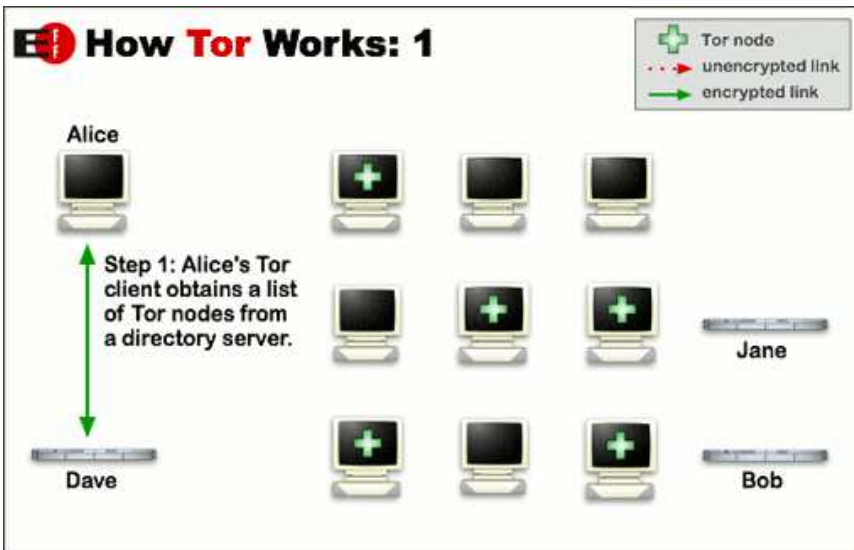 EFF How Tor Works: 1
Tor node
unencrypted link
encrypted link
Alice
Step 1: Alice's Tor
client obtains a list
of Tor nodes from
a directory server.
Jane
Dave
Bob